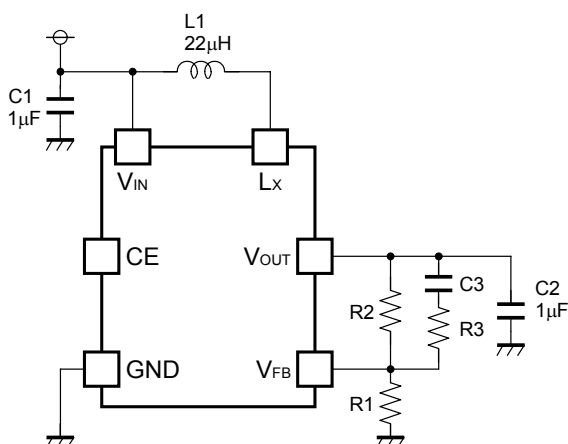 L1
22μH
C1
1μF
VIN
LX
CE
VOUT
GND
VFB
R2
C3
R3
C2
1μF
R1